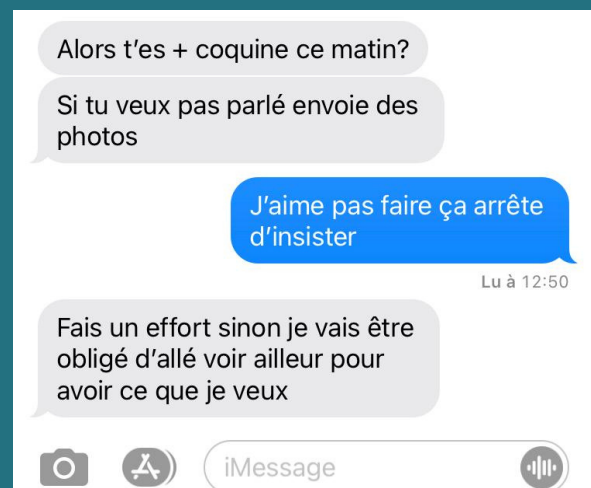 Alors t'es + coquine ce matin?
Si tu veux pas parlé envoie des
photos
J'aime pas faire ça arrête
d'insister
Lu à 12:50
Fais un effort sinon je vais être
obligé d'allé voir ailleur pour
avoir ce que je veux
iMessage